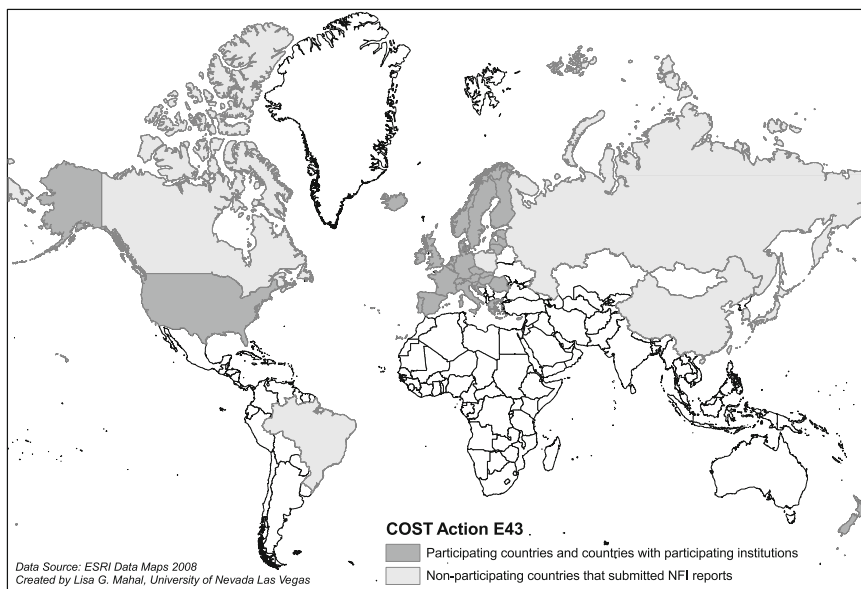 COST Action E43
Participating countries and countries with participating institutions
Non-participating countries that submitted NFI reports
Data Source: ESRI Data Maps 2008
Created by Lisa G. Mahal, University of Nevada Las Vegas